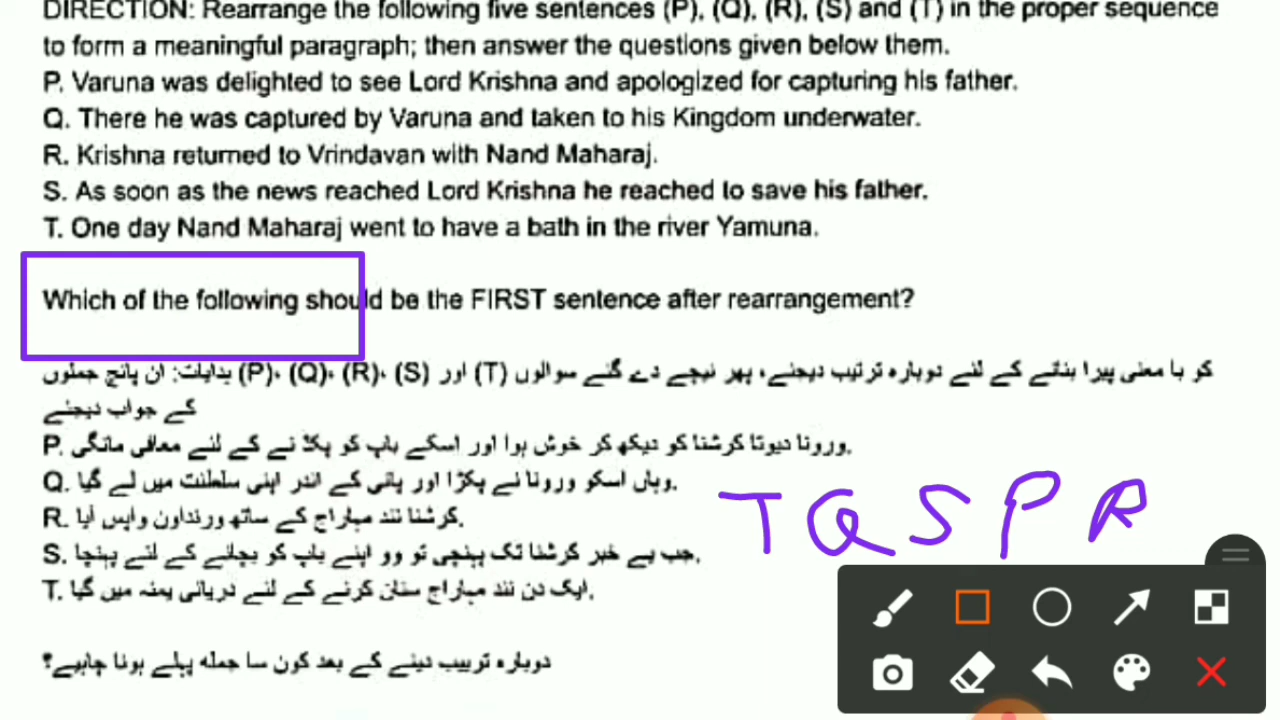 DIRECTION: Rearrange the following five sentences (P), (Q), (R), (S) and (T) in the proper sequence
to form a meaningful paragraph; then answer the questions given below them.
P. Varuna was delighted to see Lord Krishna and apologized for capturing his father.
Q. There he was captured by Varuna and taken to his Kingdom underwater.
R. Krishna returned to Vrindavan with Nand Maharaj.
S. As soon as the news reached Lord Krishna he reached to save his father.
T. One day Nand Maharaj went to have a bath in the river Yamuna.
Which of the following should be the FIRST sentence after rearrangement?
کو با معنی پیرا بنانے کے لئے دوبارہ ترتیب دیجئے، پھر نیچے دے گئے سوالوں (T) اور (S) ،(R) ،(Q) ،(P) ہدایات: ان پانچ جملوں
کے جواب دیجئے
P. ورونا دیوتا کرشنا کو دیکھ کر خوش ہوا اور اسکے باپ کو پکڈ نے کے لئے معافی مانگی.
Q. وہاں اسکو ورونا نے پکڑا اور پانی کے اندر اپنی سلطنت میں لے گیا.
R. کرشنا نند مہاراج کے ساتھ ورنداون واپس آیا.
S. جب یے خبر کرشنا تک پہنچی تو وو اپنے باپ کو بچانے کے لئے پہنچا.
T. ایک دن نند مہاراج سنان کرنے کے لئے دریائی یمنہ میں گیا.
T Q S P R
دوبارہ ترتیب دینے کے بعد کون سا جملہ پہلے ہونا چاہیے؟